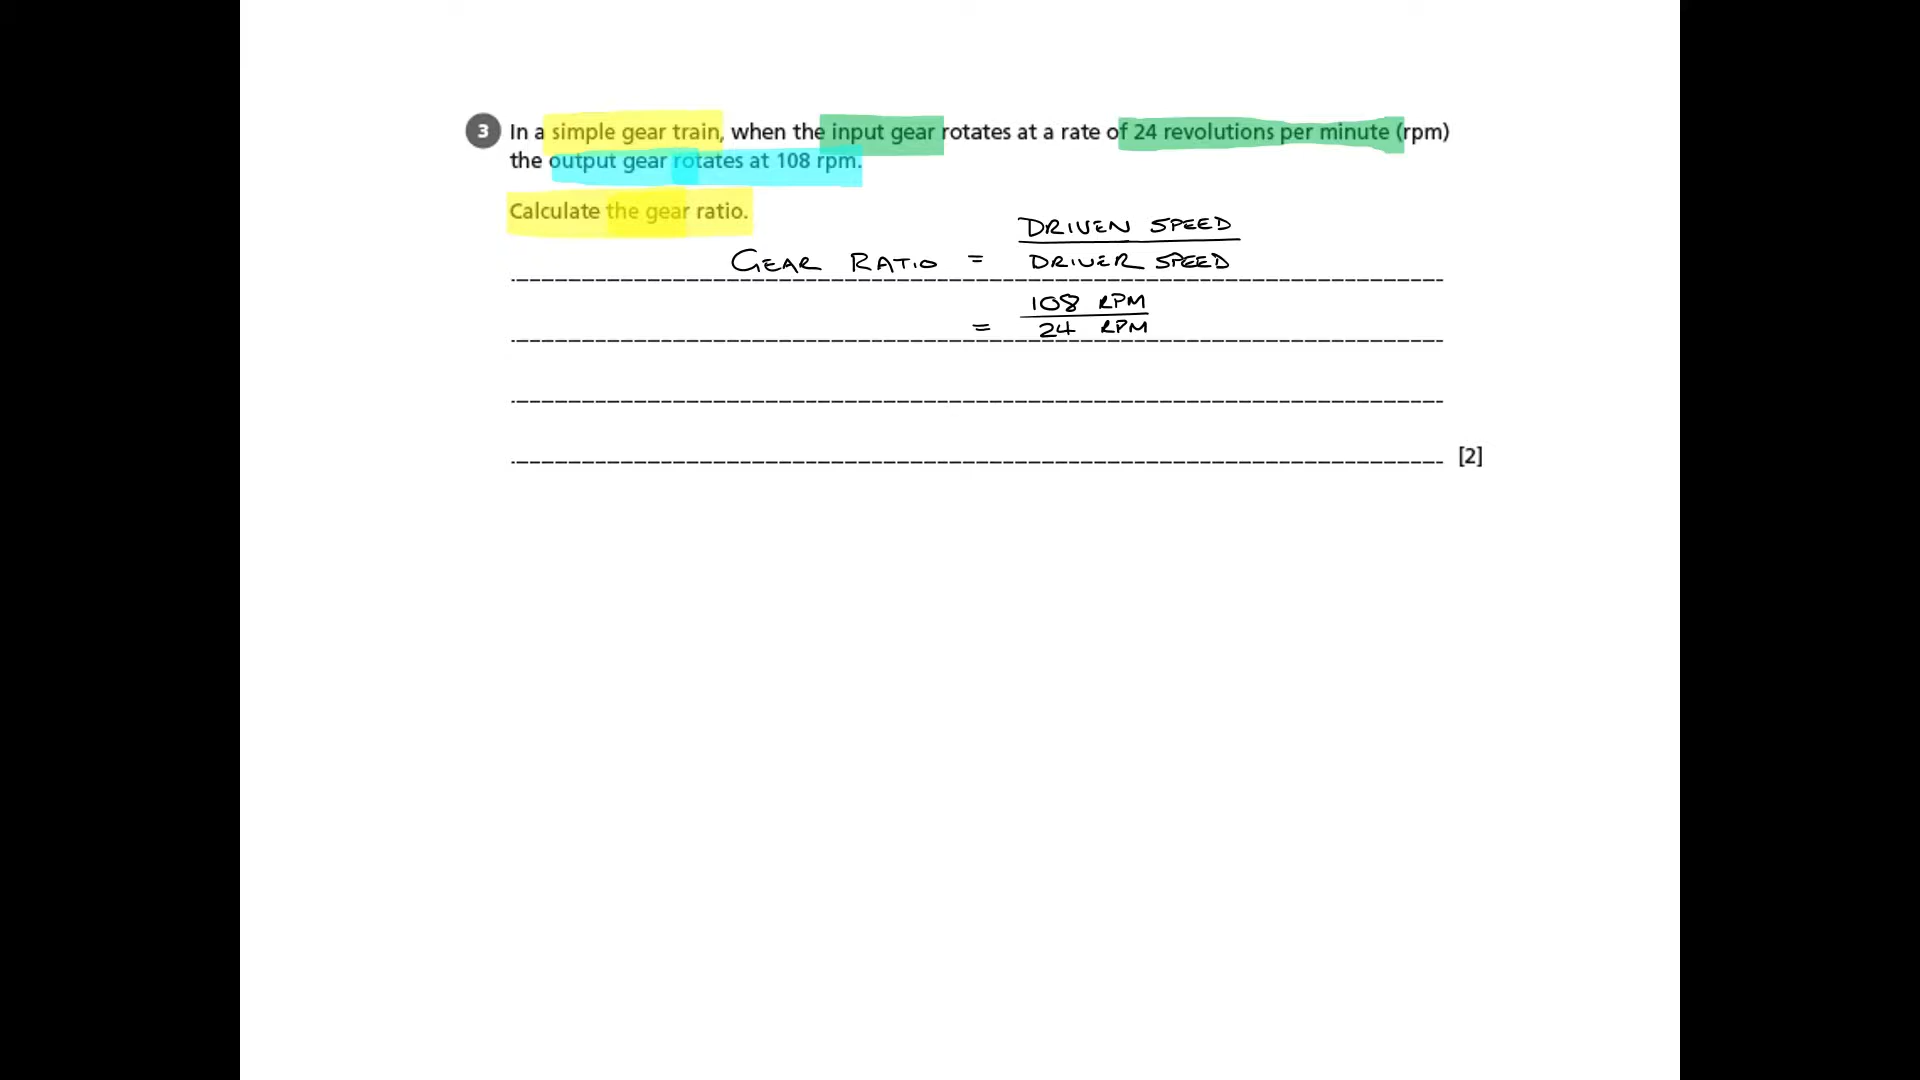 3 In a simple gear train, when the input gear rotates at a rate of 24 revolutions per minute (rpm)
the output gear rotates at 108 rpm.
Calculate the gear ratio.
GEAR RATIO = DRIVEN SPEED
DRIVER SPEED
= 108 RPM
24 RPM
[2]